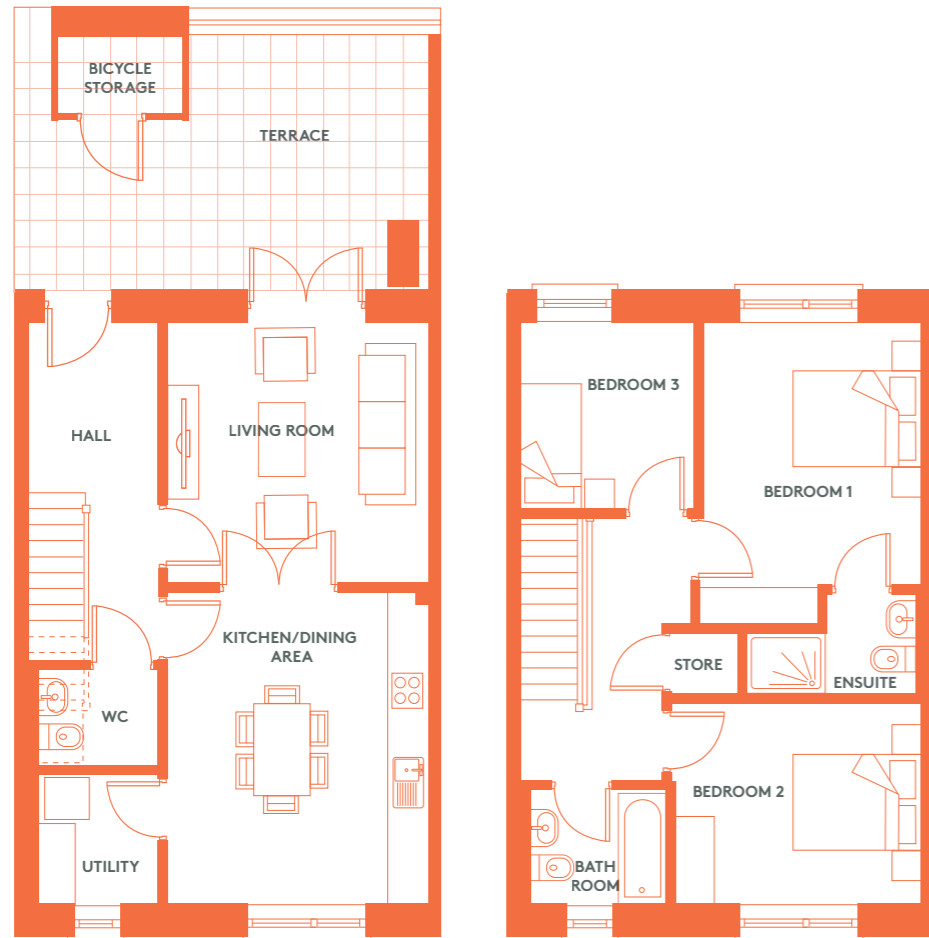 BICYCLE
STORAGE
TERRACE
HALL
LIVING ROOM
KITCHEN/DINING
AREA
WC
UTILITY
BEDROOM 3
BEDROOM 1
STORE
ENSUITE
BEDROOM 2
BATH
ROOM